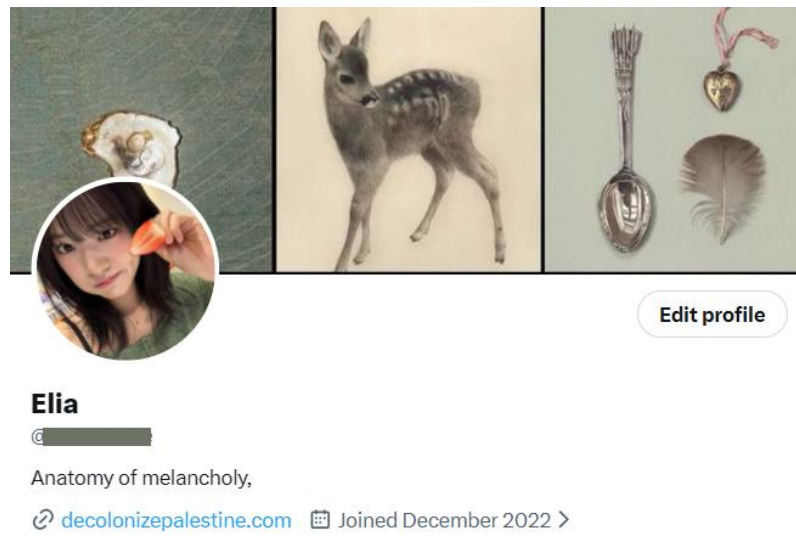 Edit profile
Elia
@
Anatomy of melancholy,
decolonizepalestine.com Joined December 2022